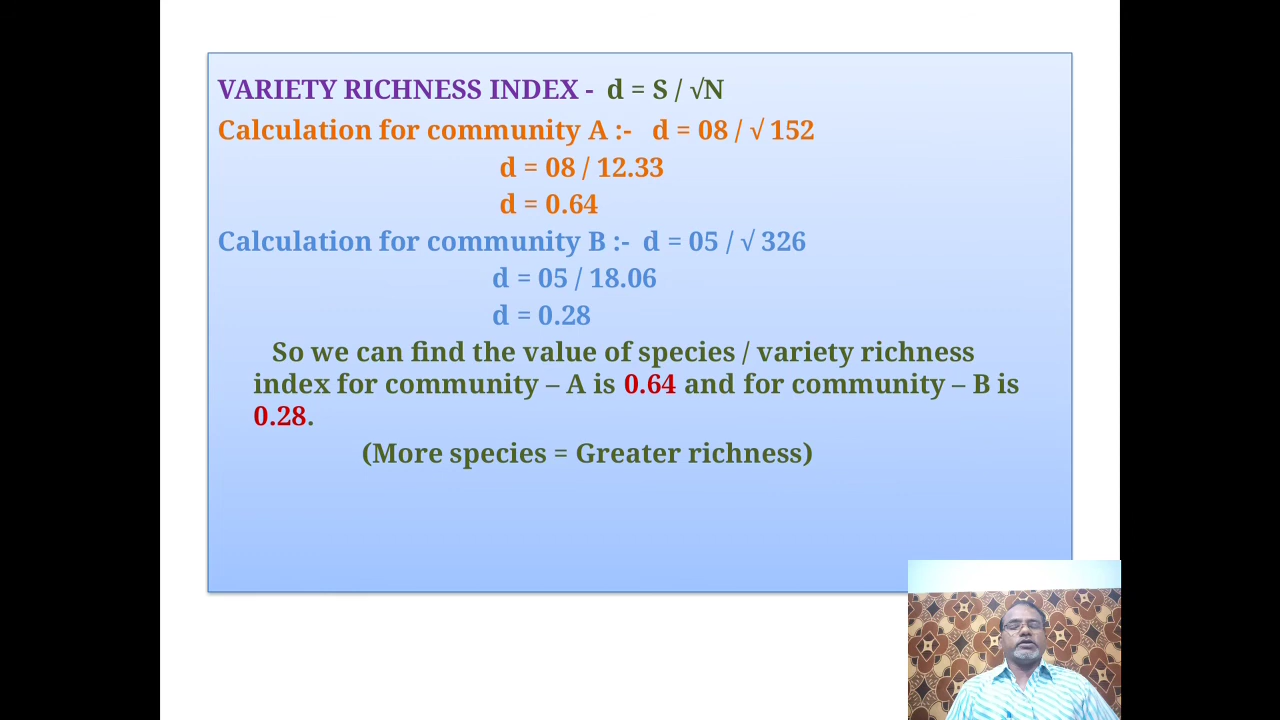 VARIETY RICHNESS INDEX - d = S / √N
Calculation for community A :- d = 08 / √ 152
d = 08 / 12.33
d = 0.64
Calculation for community B :- d = 05 / √ 326
d = 05 / 18.06
d = 0.28
So we can find the value of species / variety richness
index for community – A is 0.64 and for community – B is
0.28.
(More species = Greater richness)